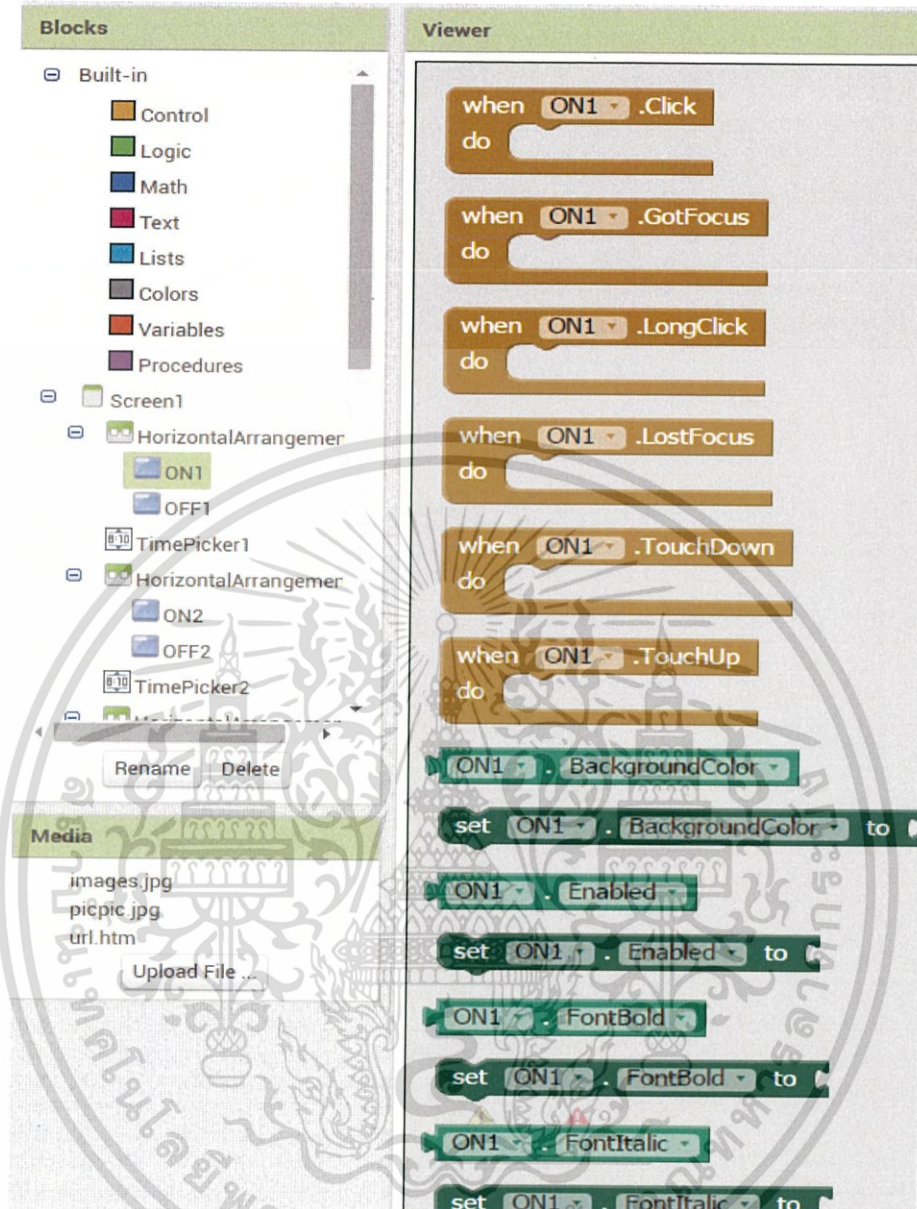 Blocks
Built-in
Control
Logic
Math
Text
Lists
Colors
Variables
Procedures
Screen1
HorizontalArrangemer
ON1
OFF1
TimePicker1
HorizontalArrangemer
ON2
OFF2
TimePicker2
Rename Delete
Media
images.jpg
picpic.jpg
url.htm
Upload File ...
Viewer
when ON1 .Click
do
when ON1 .GotFocus
do
when ON1 .LongClick
do
when ON1 .LostFocus
do
when ON1 .TouchDown
do
when ON1 .TouchUp
do
ON1 . BackgroundColor
set ON1 . BackgroundColor to
ON1 . Enabled
set ON1 . Enabled to
ON1 . FontBold
set ON1 . FontBold to
ON1 . FontItalic
set ON1 . FontItalic to